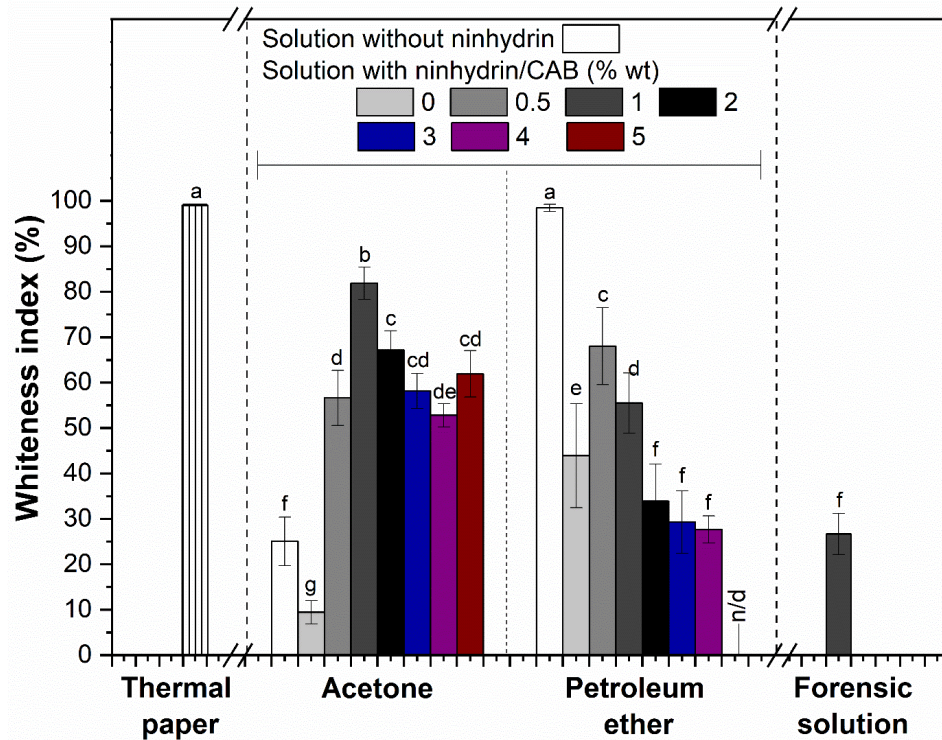 Solution without ninhydrin
Solution with ninhydrin/CAB (% wt)
0 0.5 1 2
3 4 5
Whiteness index (%)
100
90
80
70
60
50
40
30
20
10
0
a
f
g
d
b
c
cd
de
cd
a
e
c
d
f
f
f
n/d
f
Thermal
paper
Acetone
Petroleum
ether
Forensic
solution